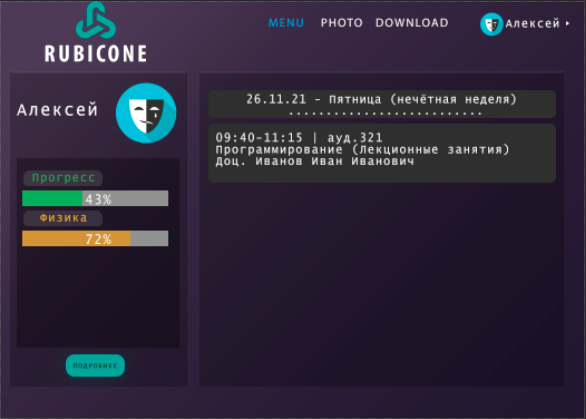 RUBICONE
MENU PHOTO DOWNLOAD Алексей
Алексей
Прогресс
43%
Физика
72%
ПОДРОБНЕЕ
26.11.21 - Пятница (нечётная неделя)
..........................
09:40-11:15 | ауд.321
Программирование (Лекционные занятия)
Доц. Иванов Иван Иванович